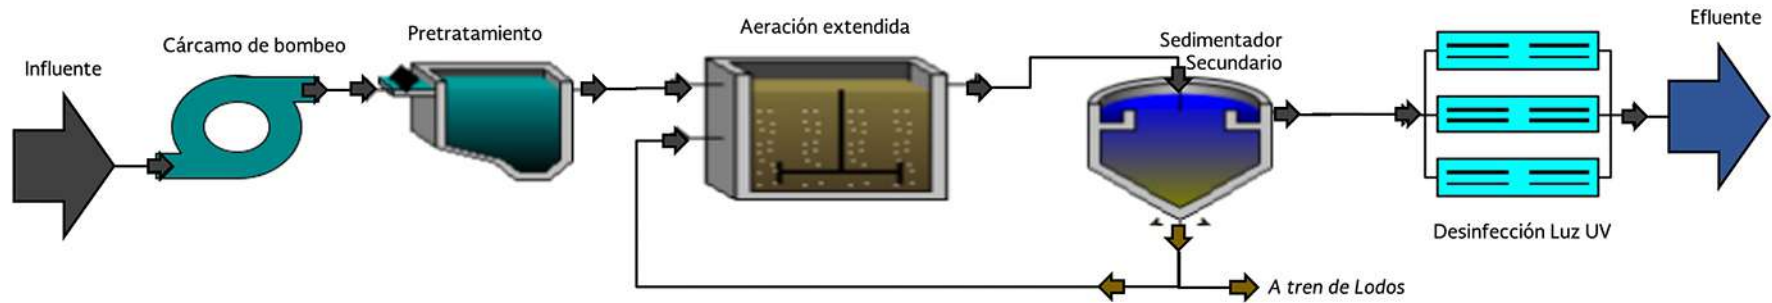 Influente
Cárcamo de bombeo
Pretratamiento
Aeración extendida
Sedimentador
Secundario
Desinfección Luz UV
Efluente
A tren de Lodos